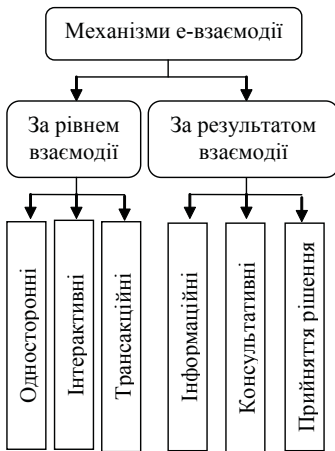 Механізми е-взаємодії
За рівнем
взаємодії
За результатом
взаємодії
Односторонні
Інтерактивні
Трансакційні
Інформаційні
Консультативні
Прийняття рішення